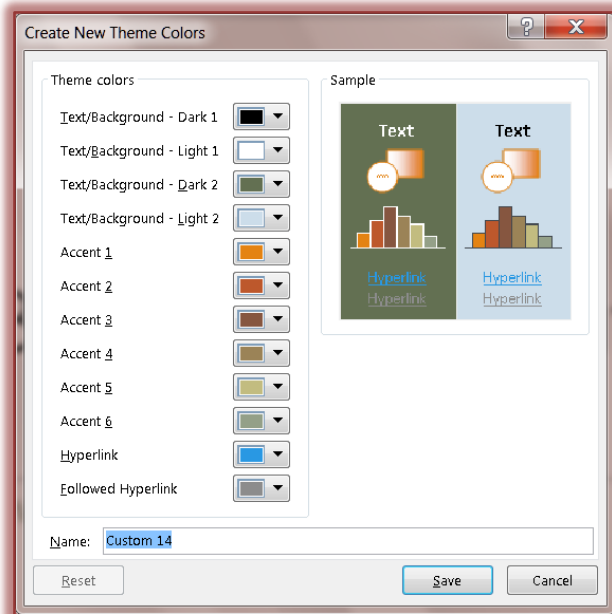 Create New Theme Colors
Theme colors
Text/Background - Dark 1
Text/Background - Light 1
Text/Background - Dark 2
Text/Background - Light 2
Accent 1
Accent 2
Accent 3
Accent 4
Accent 5
Accent 6
Hyperlink
Followed Hyperlink
Sample
Text Text
Hyperlink Hyperlink
Hyperlink Hyperlink
Name: Custom 14
Reset Save Cancel